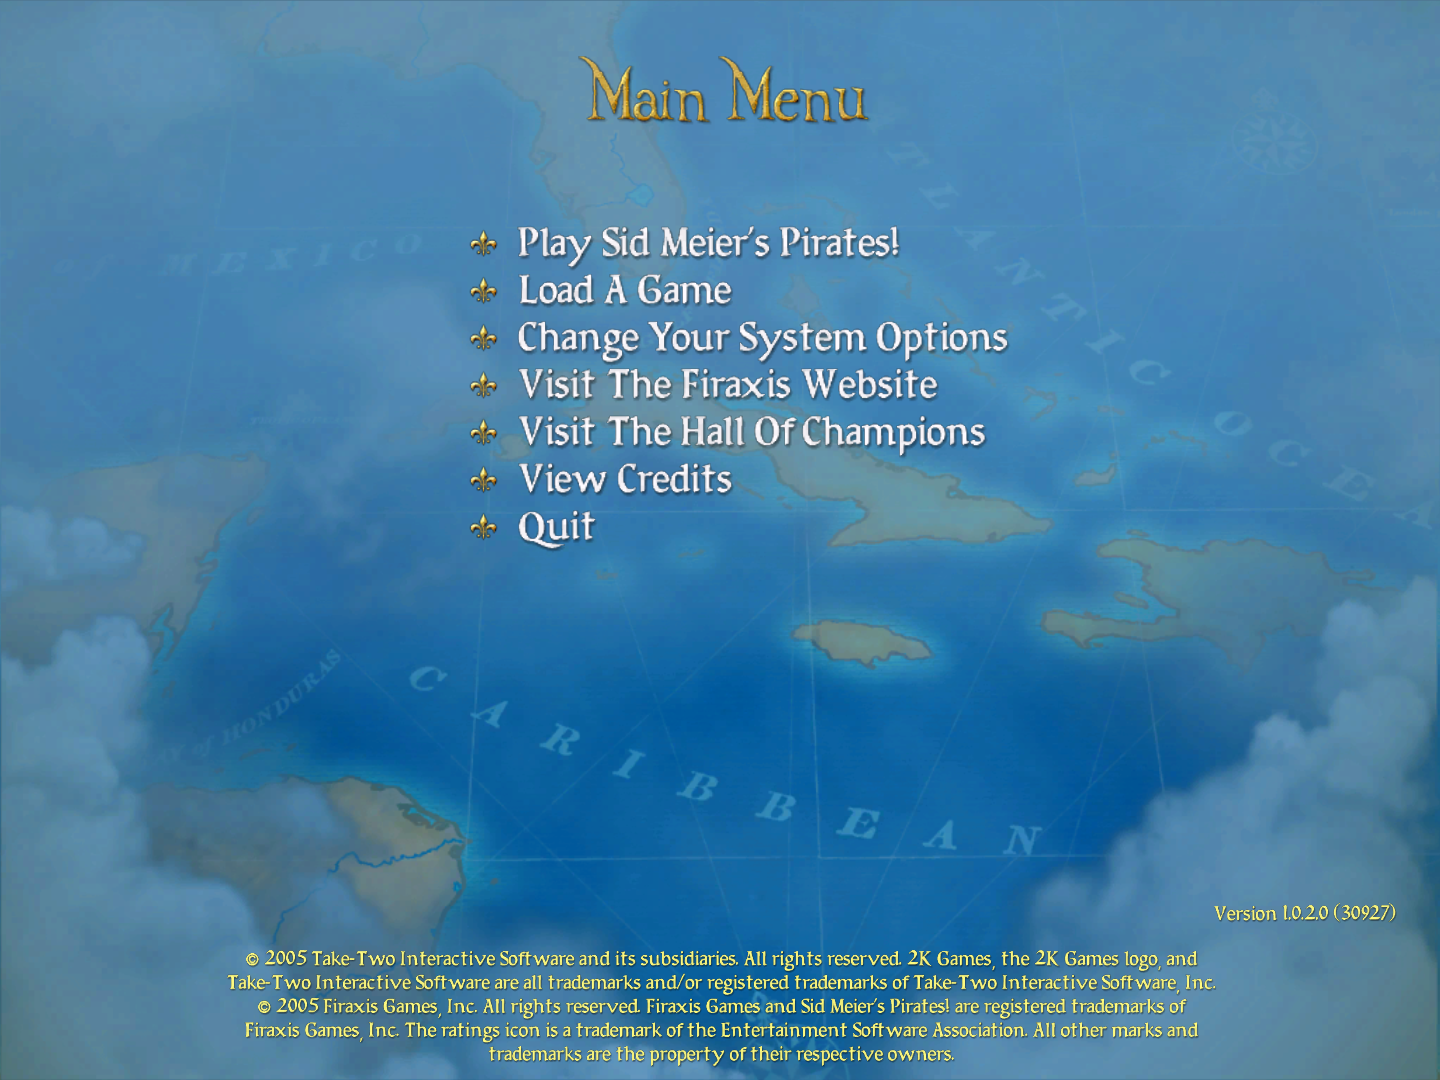 Main Menu
Play Sid Meier's Pirates!
Load A Game
Change Your System Options
Visit The Firaxis Website
Visit The Hall Of Champions
View Credits
Quit
of MEXICO
ATLANTIC OCEA
BAY of HONDURAS
CARIBBEAN
Version 1.0.2.0 (30927)
© 2005 Take-Two Interactive Software and its subsidiaries. All rights reserved. 2K Games, the 2K Games logo, and
Take-Two Interactive Software are all trademarks and/or registered trademarks of Take-Two Interactive Software, Inc.
© 2005 Firaxis Games, Inc. All rights reserved. Firaxis Games and Sid Meier's Pirates! are registered trademarks of
Firaxis Games, Inc. The ratings icon is a trademark of the Entertainment Software Association. All other marks and
trademarks are the property of their respective owners.